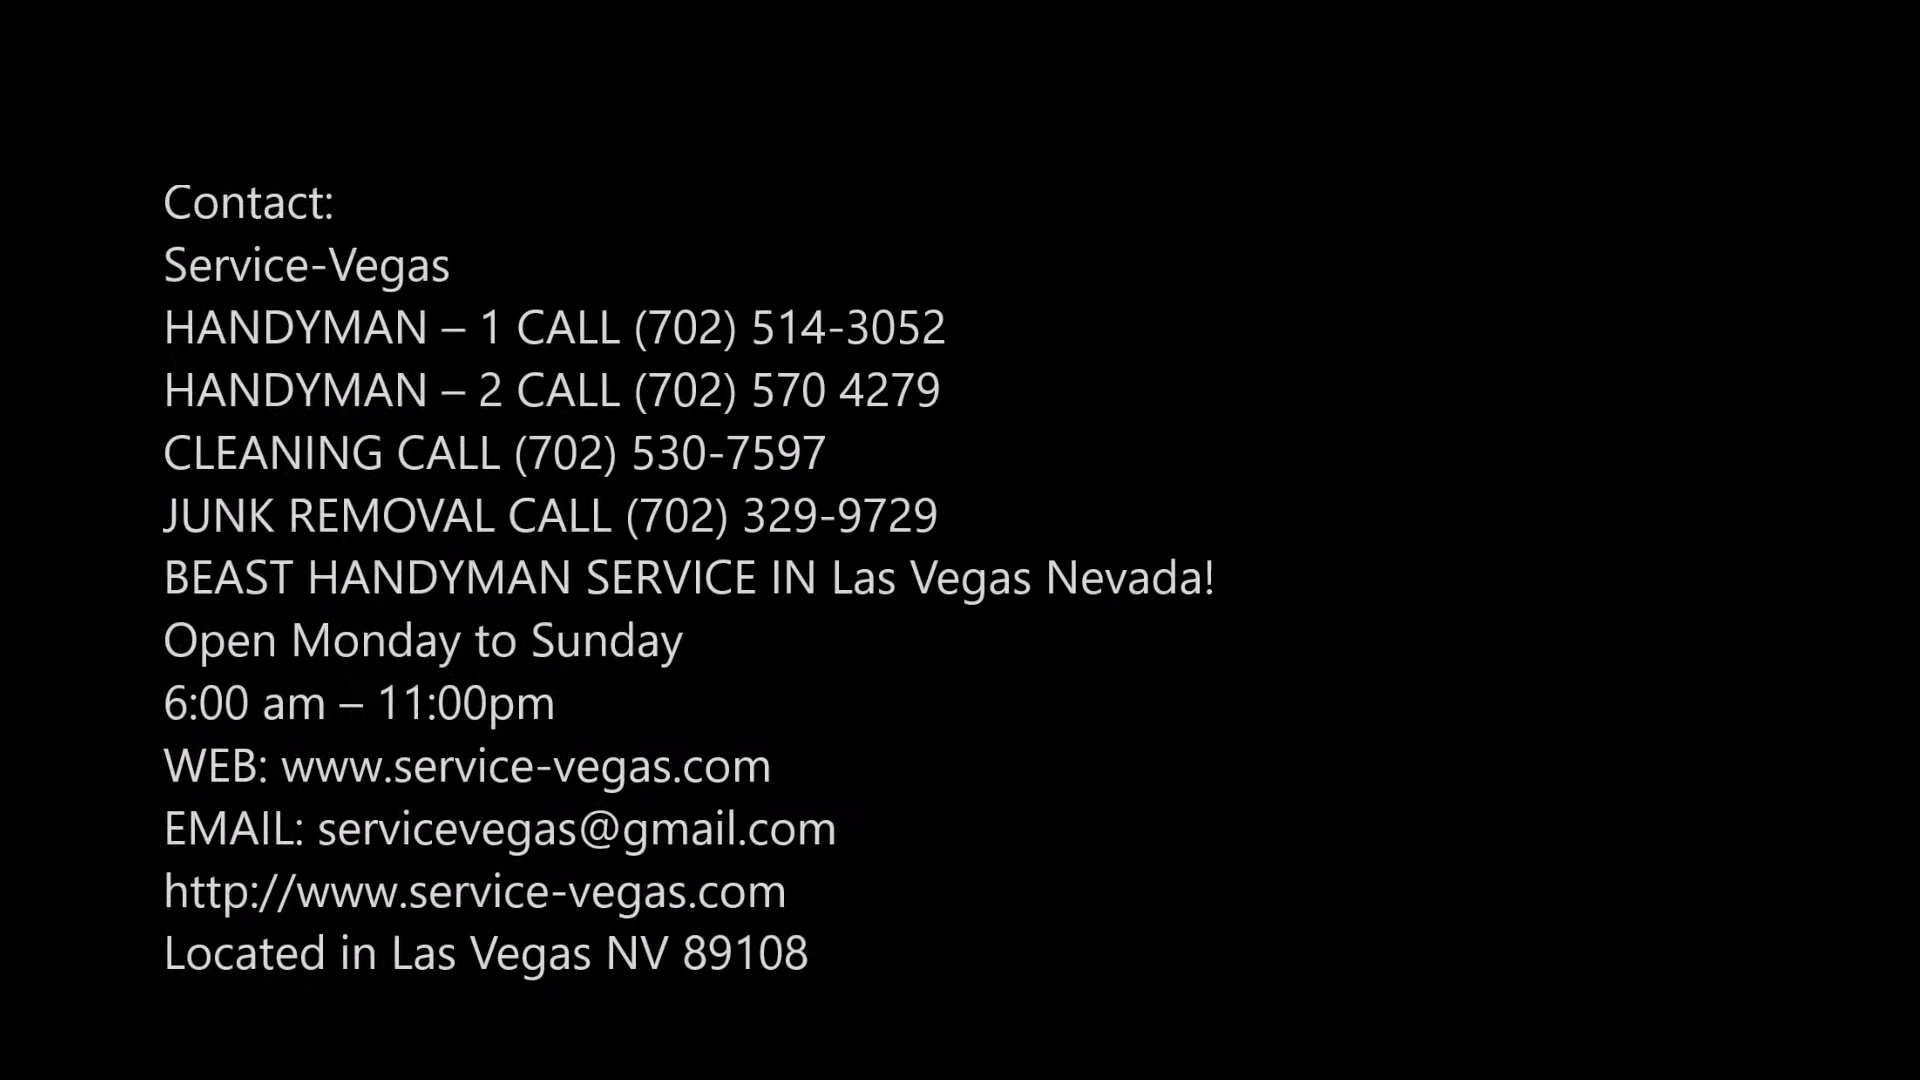 Contact:
Service-Vegas
HANDYMAN – 1 CALL (702) 514-3052
HANDYMAN – 2 CALL (702) 570 4279
CLEANING CALL (702) 530-7597
JUNK REMOVAL CALL (702) 329-9729
BEAST HANDYMAN SERVICE IN Las Vegas Nevada!
Open Monday to Sunday
6:00 am – 11:00pm
WEB: www.service-vegas.com
EMAIL: servicevegas@gmail.com
http://www.service-vegas.com
Located in Las Vegas NV 89108